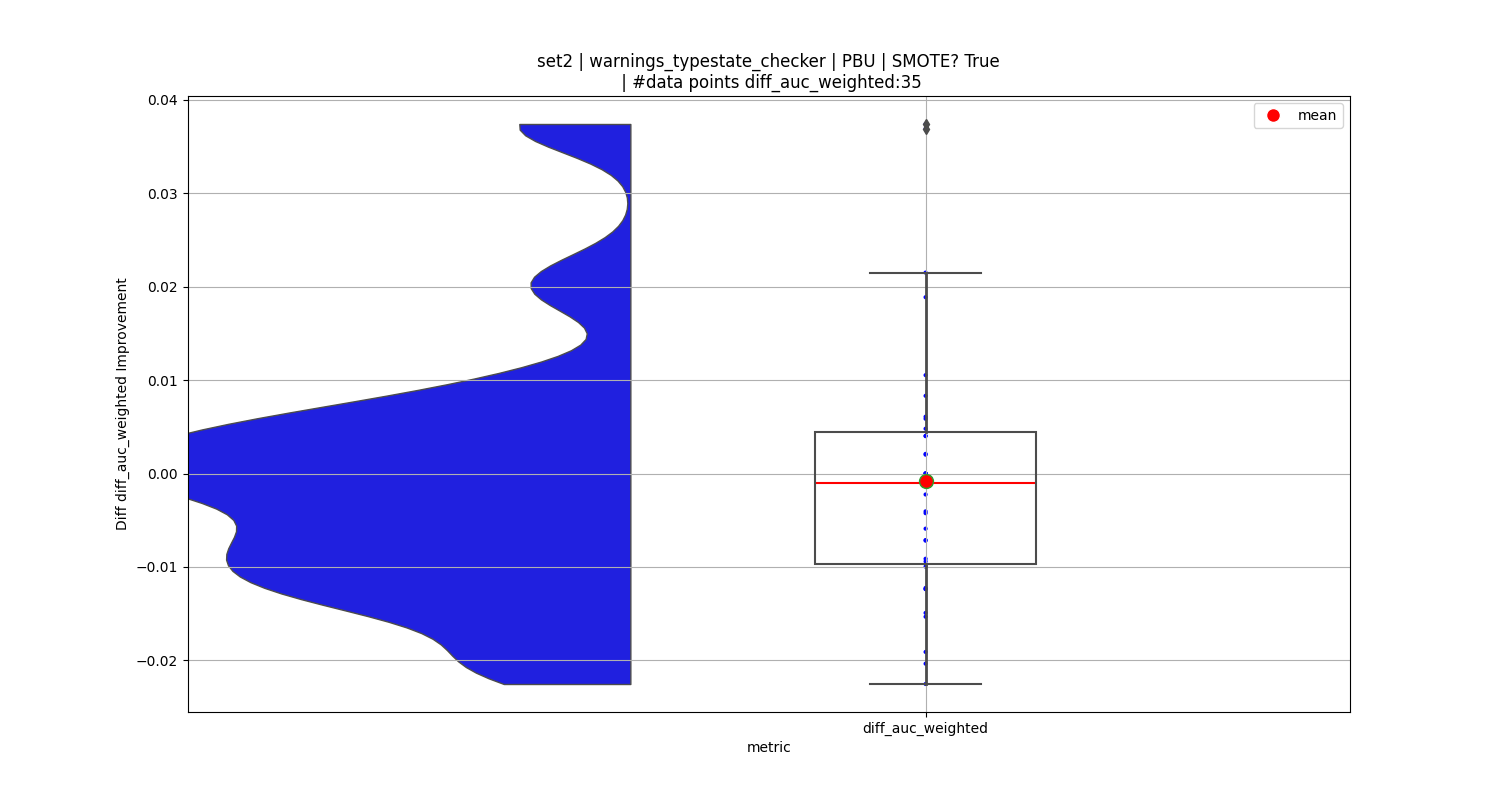 set2 | warnings_typestate_checker | PBU | SMOTE? True
| #data points diff_auc_weighted:35
0.04
0.03
0.02
0.01
0.00
−0.01
−0.02
Diff diff_auc_weighted Improvement
mean
diff_auc_weighted
metric